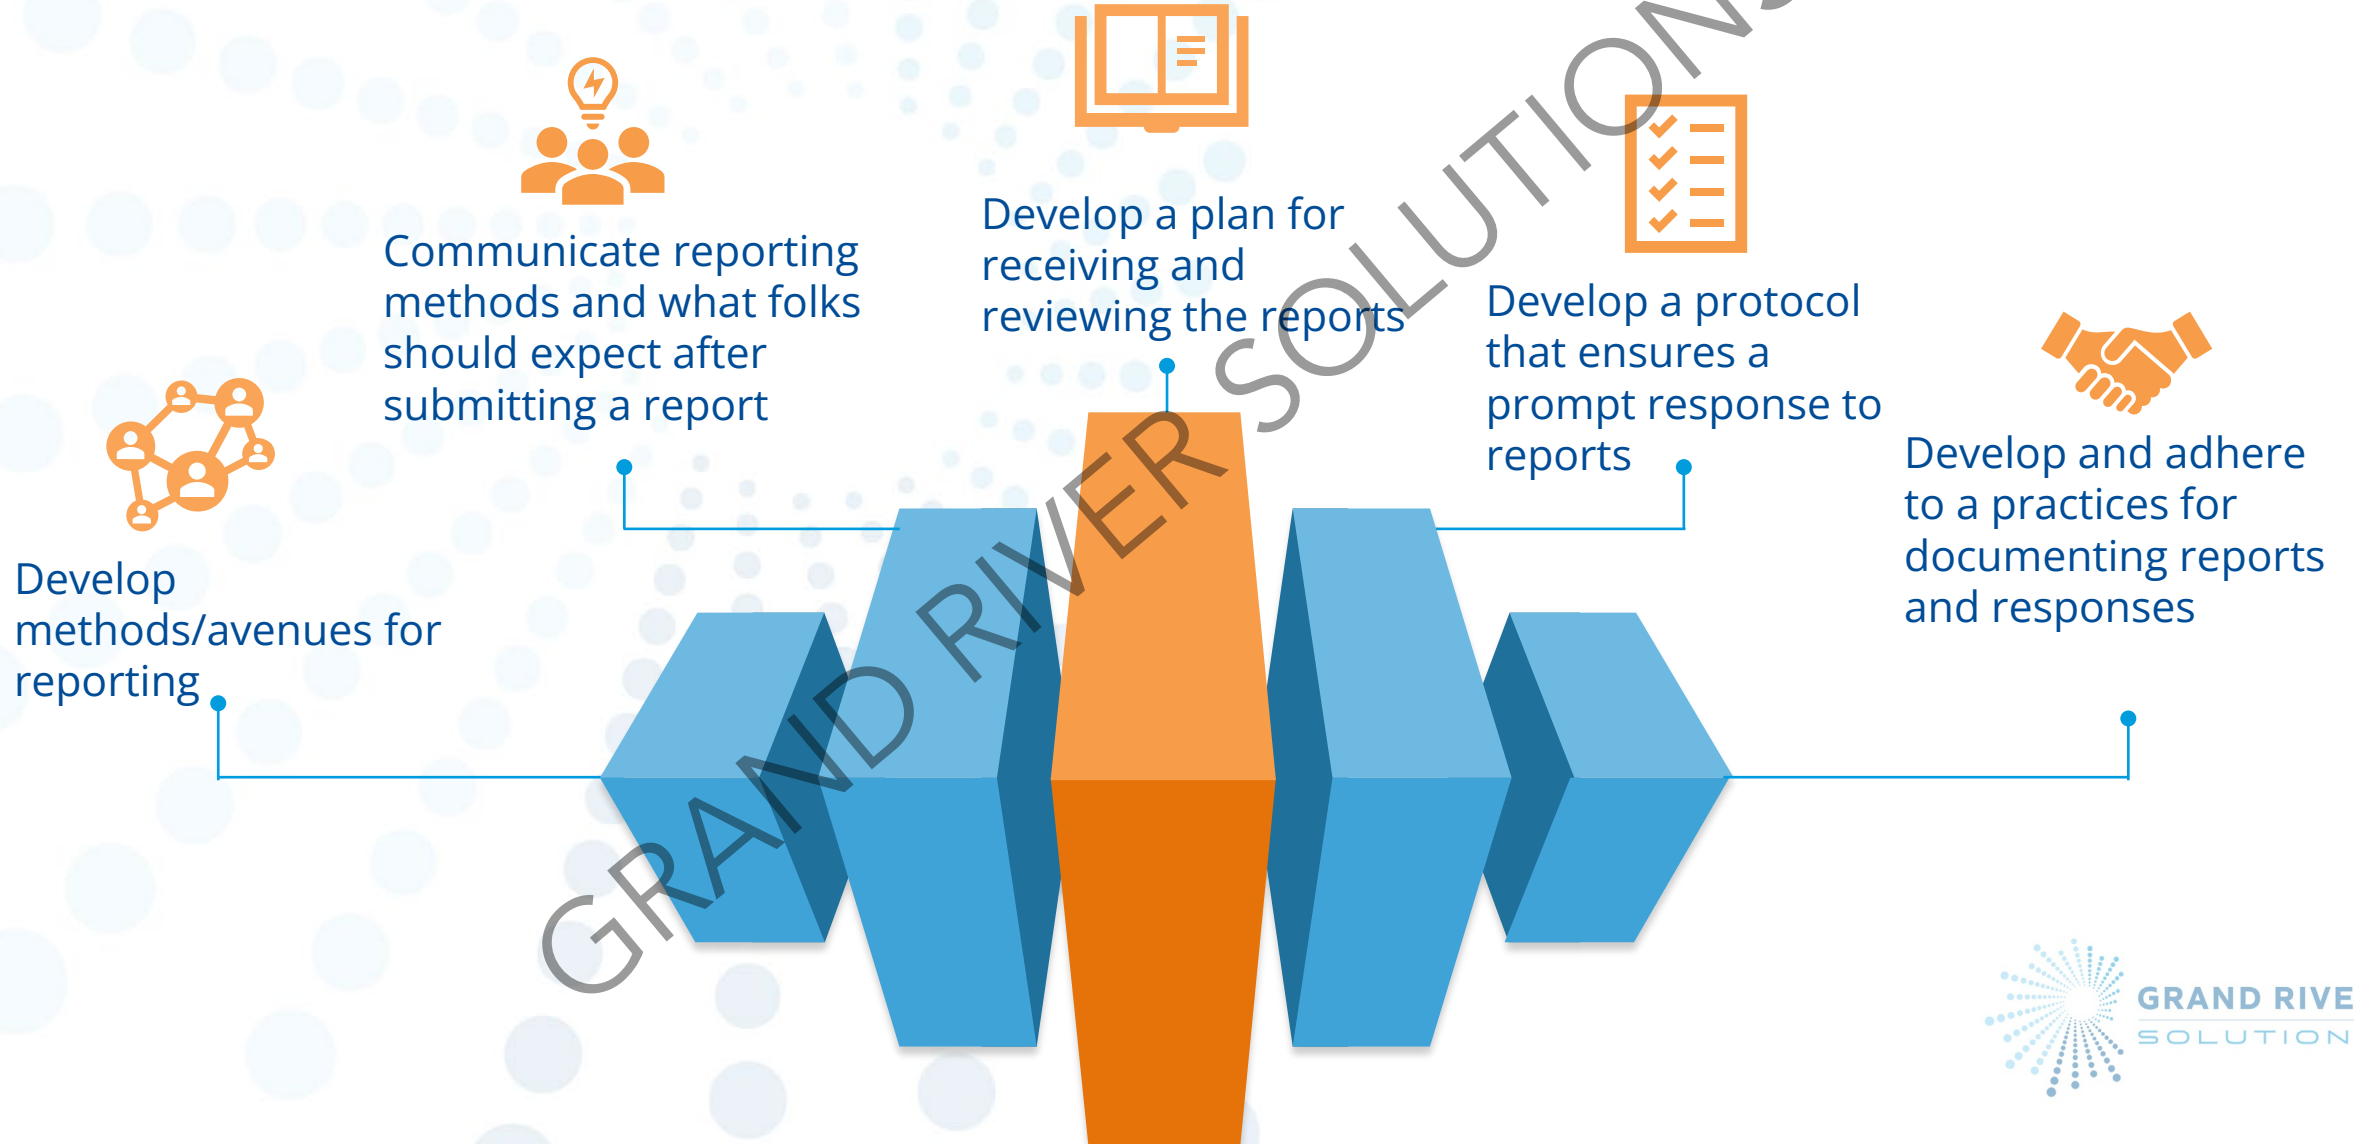 Develop
methods/avenues for
reporting
Communicate reporting
methods and what folks
should expect after
submitting a report
Develop a plan for
receiving and
reviewing the reports
Develop a protocol
that ensures a
prompt response to
reports
Develop and adhere
to a practices for
documenting reports
and responses
GRAND RIVER SOLUTIONS
GRAND RIVE
SOLUTION